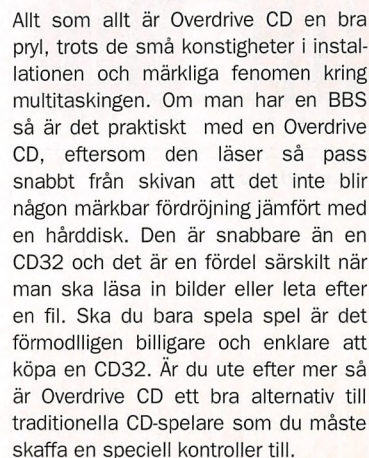 Allt som allt är Overdrive CD en bra
pryl, trots de små konstigheter i instal-
lationen och märkliga fenomen kring
multitaskingen. Om man har en BBS
så är det praktiskt med en Overdrive
CD, eftersom den läser så pass
snabbt från skivan att det inte blir
någon märkbar fördröjning jämfört med
en hårddisk. Den är snabbare än en
CD32 och det är en fördel särskilt när
man ska läsa in bilder eller leta efter
en fil. Ska du bara spela spel är det
förmodlligen billigare och enklare att
köpa en CD32. Är du ute efter mer så
är Overdrive CD ett bra alternativ till
traditionella CD-spelare som du måste
skaffa en speciell kontroller till.